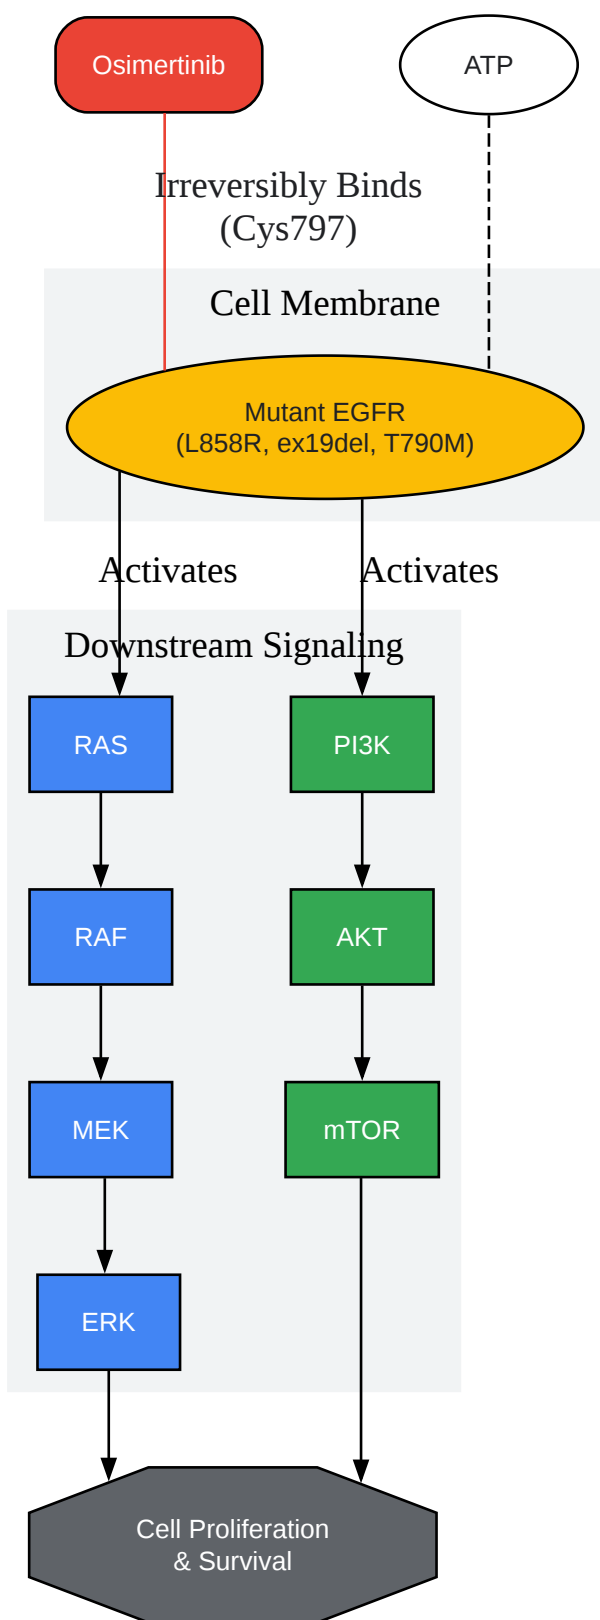 Osimertinib
ATP
Irreversibly Binds
(Cys797)
Cell Membrane
Mutant EGFR
(L858R, ex19del, T790M)
Activates
Activates
Downstream Signaling
RAS
PI3K
RAF
AKT
MEK
mTOR
ERK
Cell Proliferation
& Survival